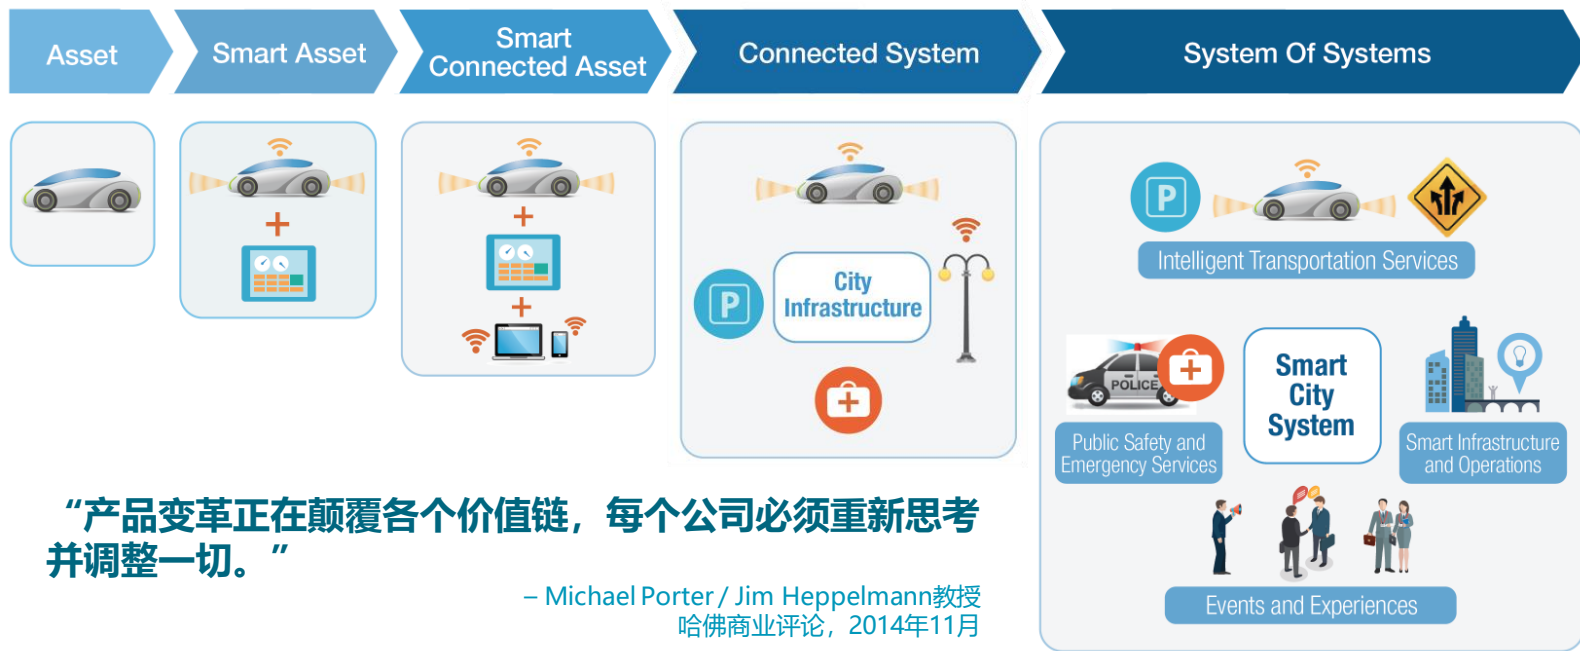 Asset
Smart Asset
Smart
Connected Asset
Connected System
System Of Systems
P
City
Infrastructure
P
Intelligent Transportation Services
POLICE
Public Safety and
Emergency Services
Smart
City
System
Smart Infrastructure
and Operations
Events and Experiences
“产品变革正在颠覆各个价值链，每个公司必须重新思考
并调整一切。”
– Michael Porter / Jim Heppelmann教授
哈佛商业评论，2014年11月